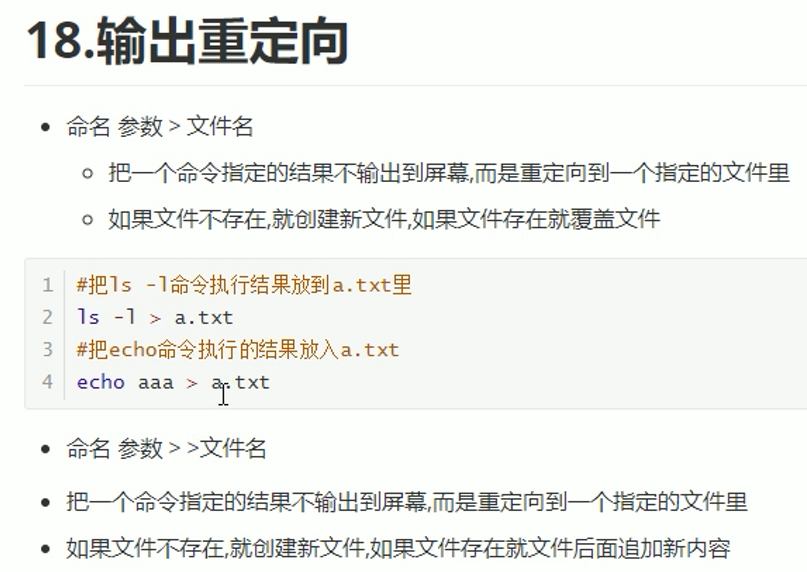 18.输出重定向
命名 参数 > 文件名
把一个命令指定的结果不输出到屏幕,而是重定向到一个指定的文件里
如果文件不存在,就创建新文件,如果文件存在就覆盖文件
1 #把ls -l命令执行结果放到a.txt里
2 ls -l > a.txt
3 #把echo命令执行的结果放入a.txt
4 echo aaa > a.txt
命名 参数 > >文件名
把一个命令指定的结果不输出到屏幕,而是重定向到一个指定的文件里
如果文件不存在,就创建新文件,如果文件存在就文件后面追加新内容